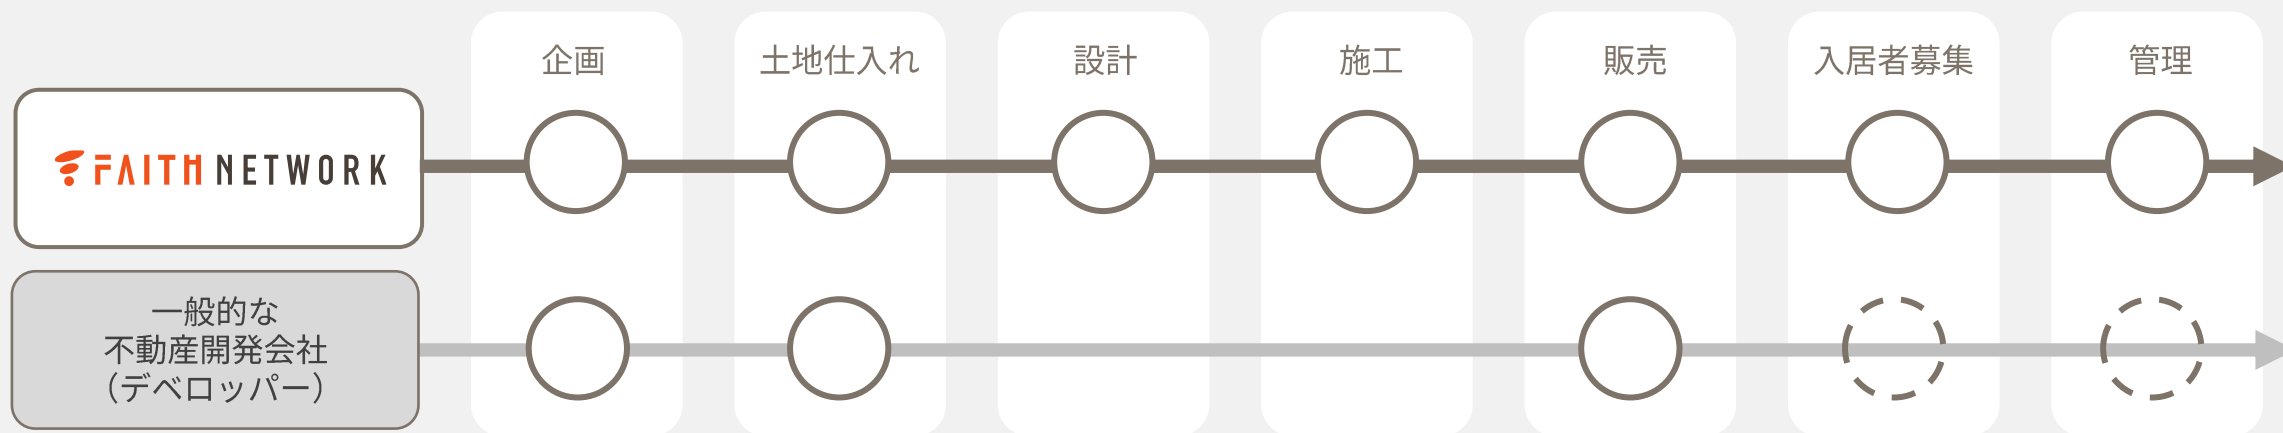 企画
土地仕入れ
設計
施工
販売
入居者募集
管理
FAITH NETWORK
一般的な
不動産開発会社
（デベロッパー）